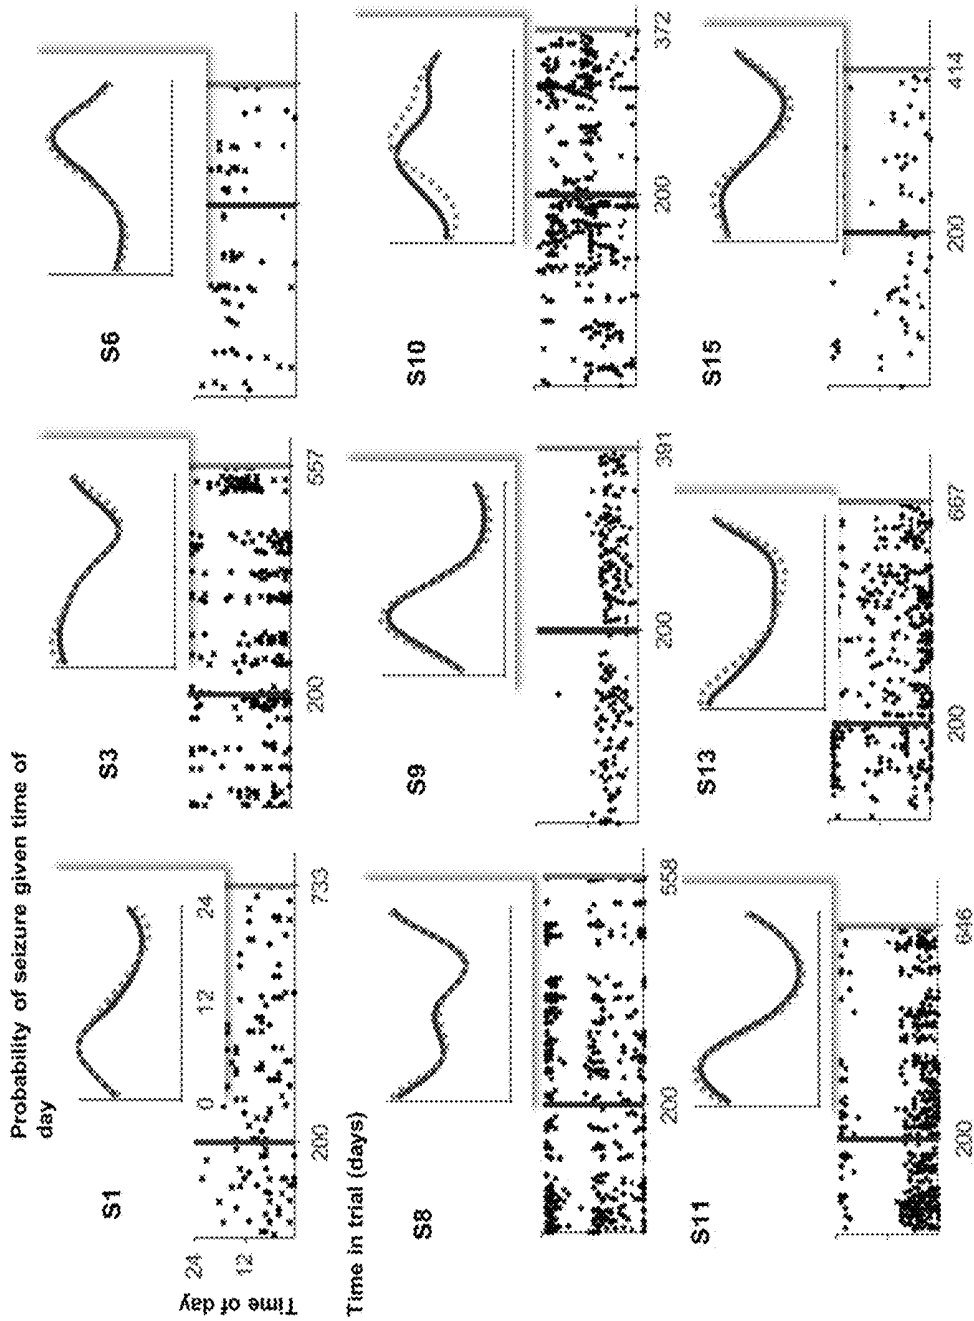 Probability of seizure given time of
day
S1
S3
S6
0 12 24
24
12
Time of day
200 733
200 557
Time in trial (days)
S8
S9
S10
200 558
200 391
200 372
S11
S13
S15
200 646
200 667
200 414